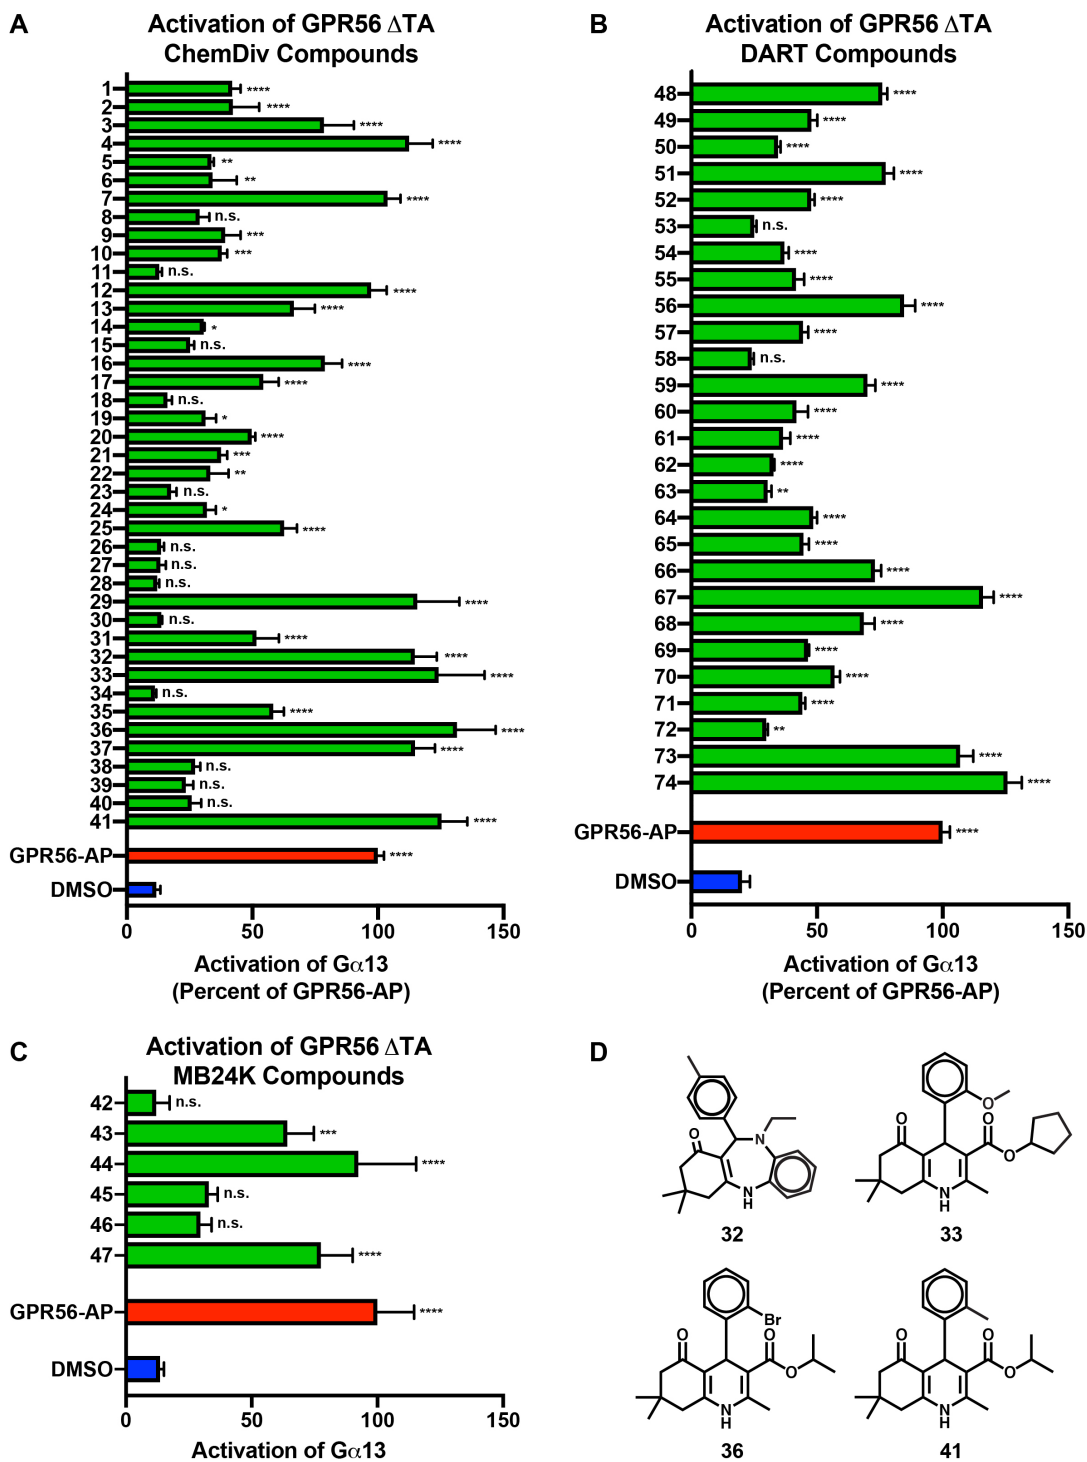 A
Activation of GPR56 ΔTA
ChemDiv Compounds
1 ****
2 ****
3 ****
4 ****
5 **
6 **
7 ****
8 n.s.
9 ***
10 ***
11 n.s.
12 ****
13 ****
14 *
15 n.s.
16 ****
17 ****
18 n.s.
19 *
20 ****
21 ***
22 **
23 n.s.
24 *
25 ****
26 n.s.
27 n.s.
28 n.s.
29 ****
30 n.s.
31 ****
32 ****
33 ****
34 n.s.
35 ****
36 ****
37 ****
38 n.s.
39 n.s.
40 n.s.
41 ****
GPR56-AP ****
DMSO
0 50 100 150
Activation of Gα13
(Percent of GPR56-AP)
B
Activation of GPR56 ΔTA
DART Compounds
48 ****
49 ****
50 ****
51 ****
52 ****
53 n.s.
54 ****
55 ****
56 ****
57 ****
58 n.s.
59 ****
60 ****
61 ****
62 ****
63 **
64 ****
65 ****
66 ****
67 ****
68 ****
69 ****
70 ****
71 ****
72 **
73 ****
74 ****
GPR56-AP ****
DMSO
0 50 100 150
Activation of Gα13
(Percent of GPR56-AP)
C
Activation of GPR56 ΔTA
MB24K Compounds
42 n.s.
43 ***
44 ****
45 n.s.
46 n.s.
47 ****
GPR56-AP ****
DMSO
0 50 100 150
Activation of Gα13
D
O
N
N
H
32
O
O
O
O
N
H
33
Br
O
O
O
N
H
36
O
O
O
N
H
41